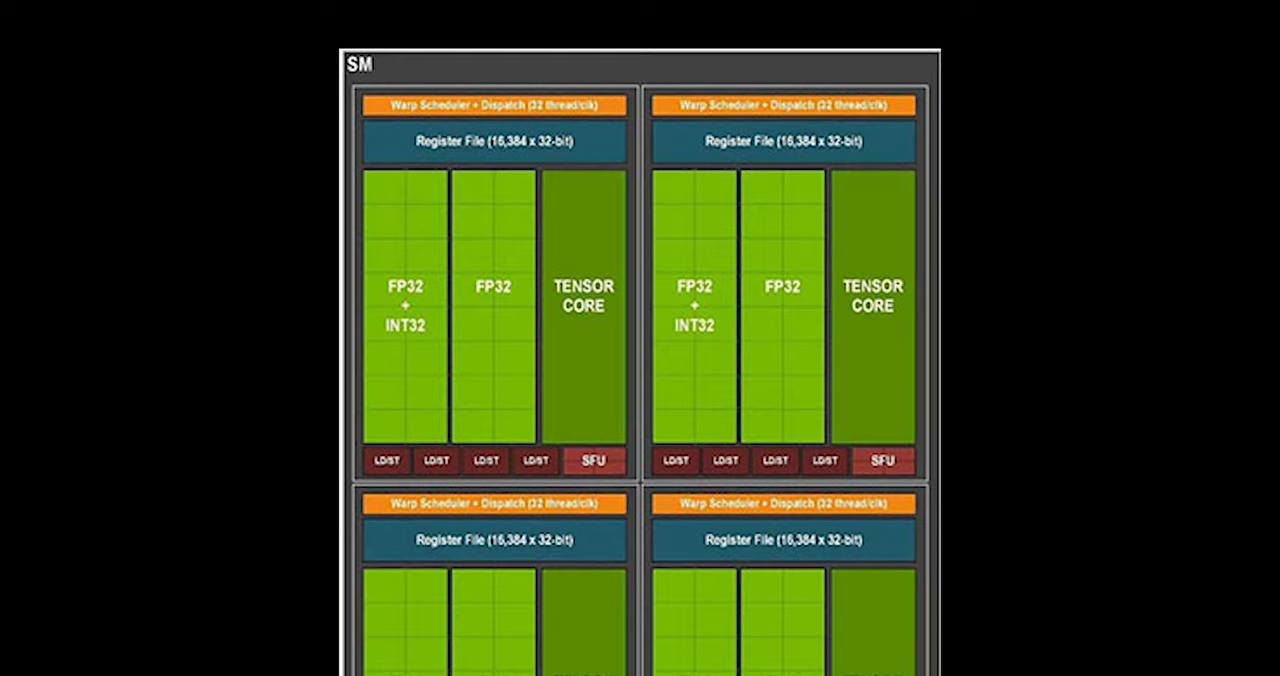 SM
Warp Scheduler + Dispatch (32 thread/clk)
Register File (16,384 x 32-bit)
FP32
+
INT32
FP32
TENSOR
CORE
LD/ST LD/ST LD/ST LD/ST SFU
Warp Scheduler + Dispatch (32 thread/clk)
Register File (16,384 x 32-bit)
FP32
+
INT32
FP32
TENSOR
CORE
LD/ST LD/ST LD/ST LD/ST SFU
Warp Scheduler + Dispatch (32 thread/clk)
Register File (16,384 x 32-bit)
Warp Scheduler + Dispatch (32 thread/clk)
Register File (16,384 x 32-bit)